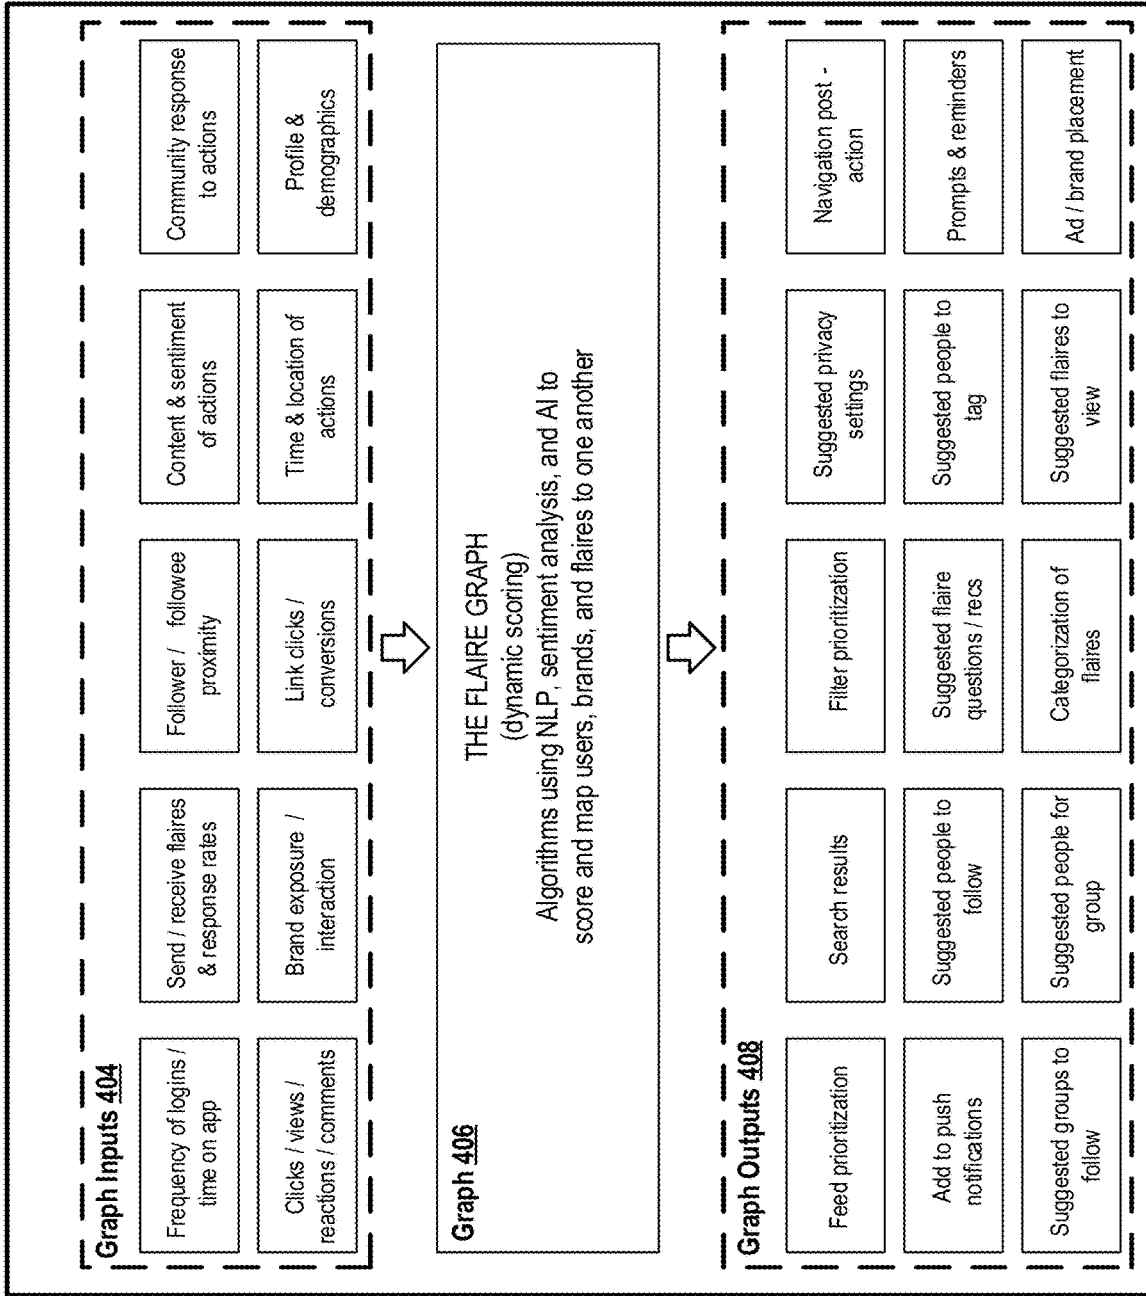 Graph Inputs 404
Frequency of logins /
time on app
Send / receive flaires
& response rates
Follower / followee
proximity
Content & sentiment
of actions
Community response
to actions
Clicks / views /
reactions / comments
Brand exposure /
interaction
Link clicks /
conversions
Time & location of
actions
Profile &
demographics
Graph 406
THE FLAIRE GRAPH
(dynamic scoring)
Algorithms using NLP, sentiment analysis, and AI to
score and map users, brands, and flaires to one another
Graph Outputs 408
Feed prioritization
Search results
Filter prioritization
Suggested privacy
settings
Navigation post -
action
Add to push
notifications
Suggested people to
follow
Suggested flaire
questions / recs
Suggested people to
tag
Prompts & reminders
Suggested groups to
follow
Suggested people for
group
Categorization of
flaires
Suggested flaires to
view
Ad / brand placement